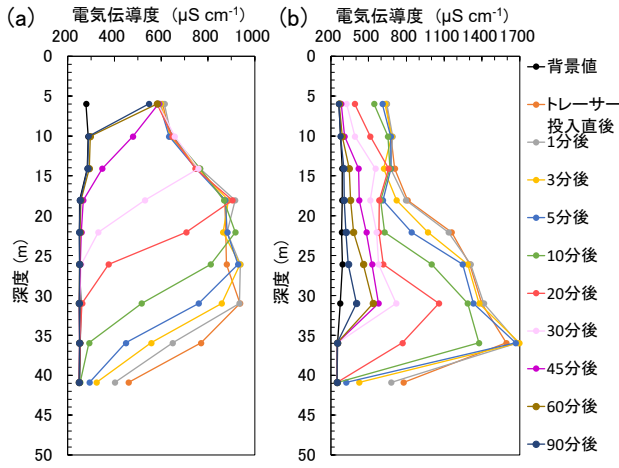 (a)
電気伝導度 (μS cm⁻¹)
200 400 600 800 1000
0
5
10
15
20
25
30
35
40
45
50
深度 (m)
(b)
電気伝導度 (μS cm⁻¹)
200 500 800 1100 1400 1700
0
5
10
15
20
25
30
35
40
45
50
深度 (m)
背景値
トレーサー
投入直後
1分後
3分後
5分後
10分後
20分後
30分後
45分後
60分後
90分後